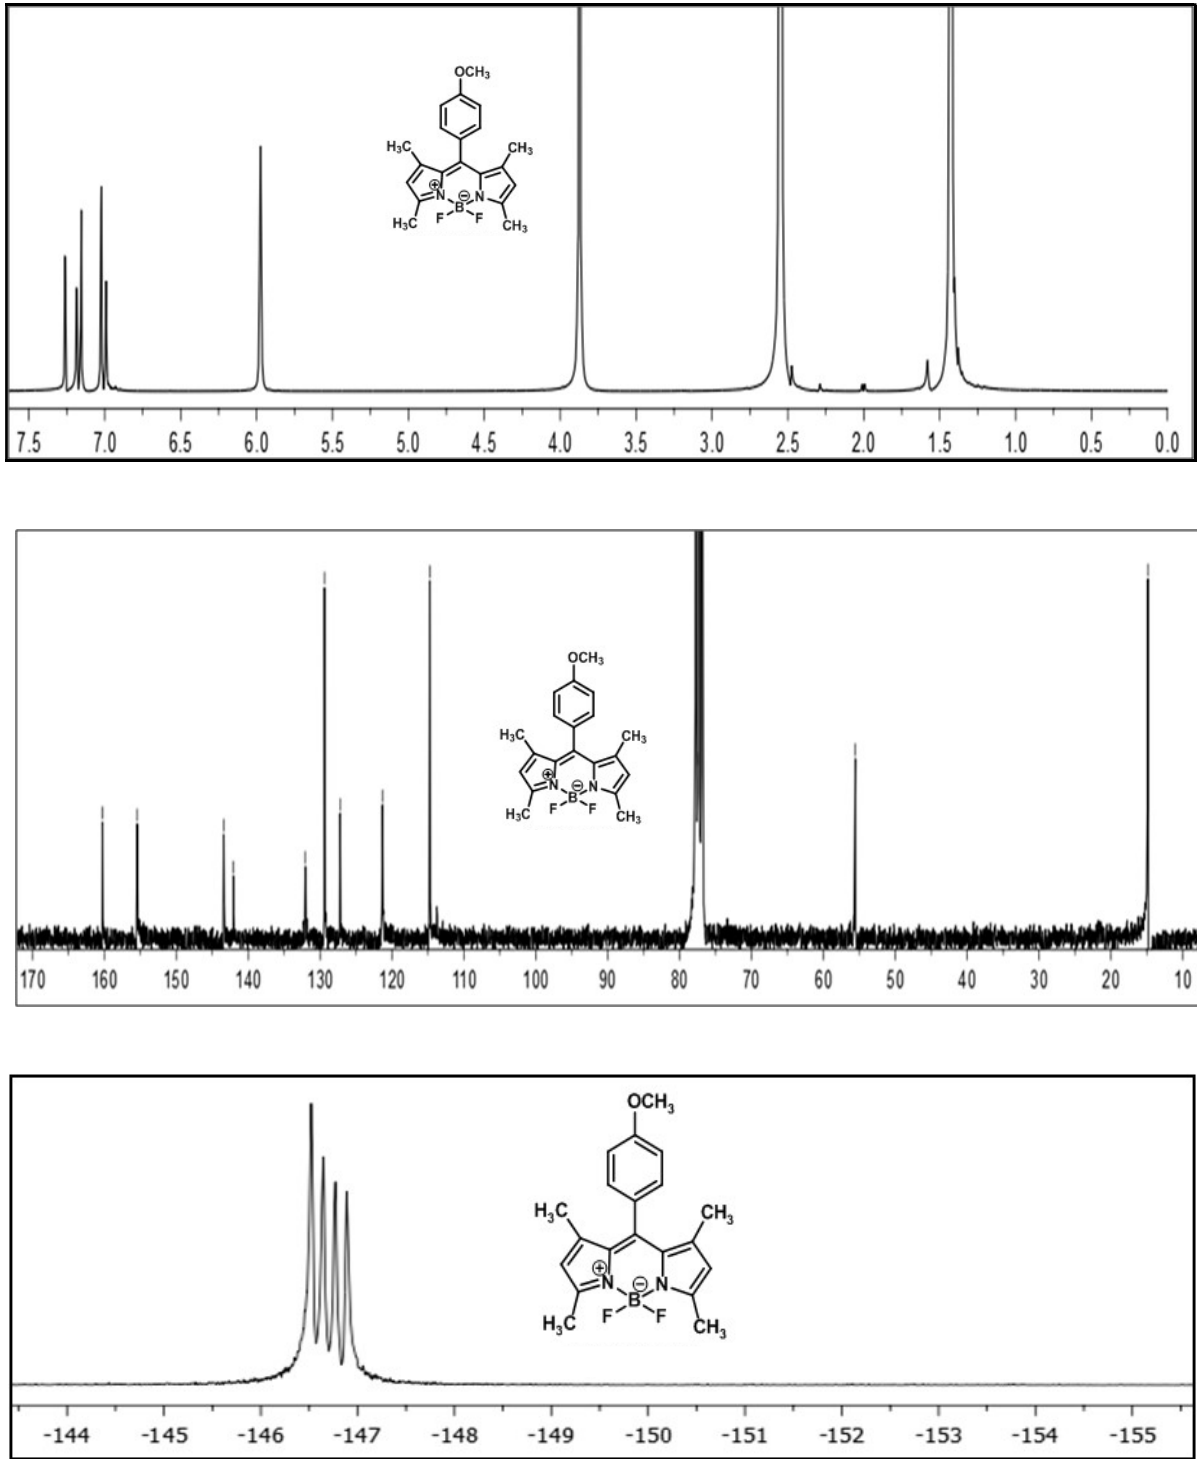 OCH3
H3C CH3
⊕ ⊖
N B N
F F
H3C CH3
7.5 7.0 6.5 6.0 5.5 5.0 4.5 4.0 3.5 3.0 2.5 2.0 1.5 1.0 0.5 0.0
OCH3
H3C CH3
⊕ ⊖
N B N
F F
H3C CH3
170 160 150 140 130 120 110 100 90 80 70 60 50 40 30 20 10
OCH3
H3C CH3
⊕ ⊖
N B N
F F
H3C CH3
-144 -145 -146 -147 -148 -149 -150 -151 -152 -153 -154 -155